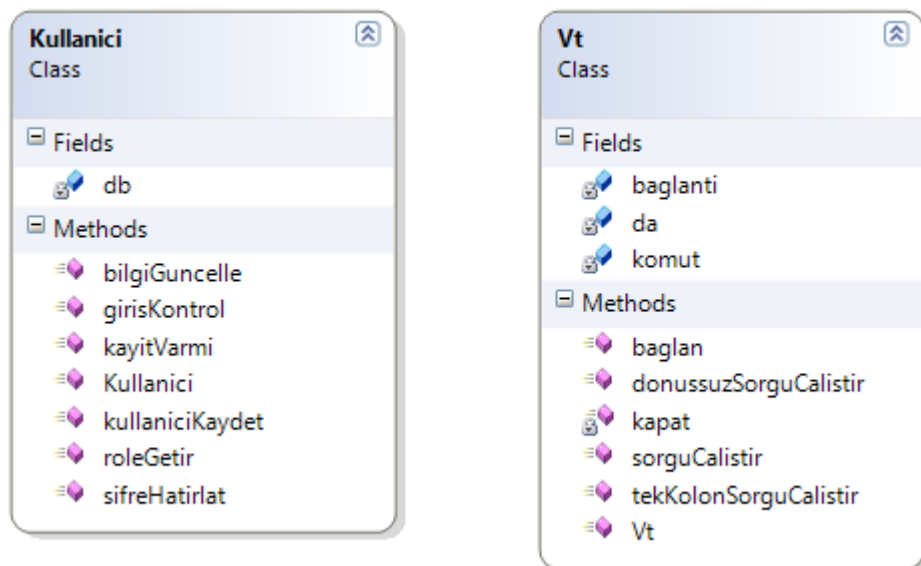 Kullanici
Class
Fields
db
Methods
bilgiGuncelle
girisKontrol
kayitVarmi
Kullanici
kullaniciKaydet
roleGetir
sifreHatirlat
Vt
Class
Fields
baglanti
da
komut
Methods
baglan
donussuzSorguCalistir
kapat
sorguCalistir
tekKolonSorguCalistir
Vt